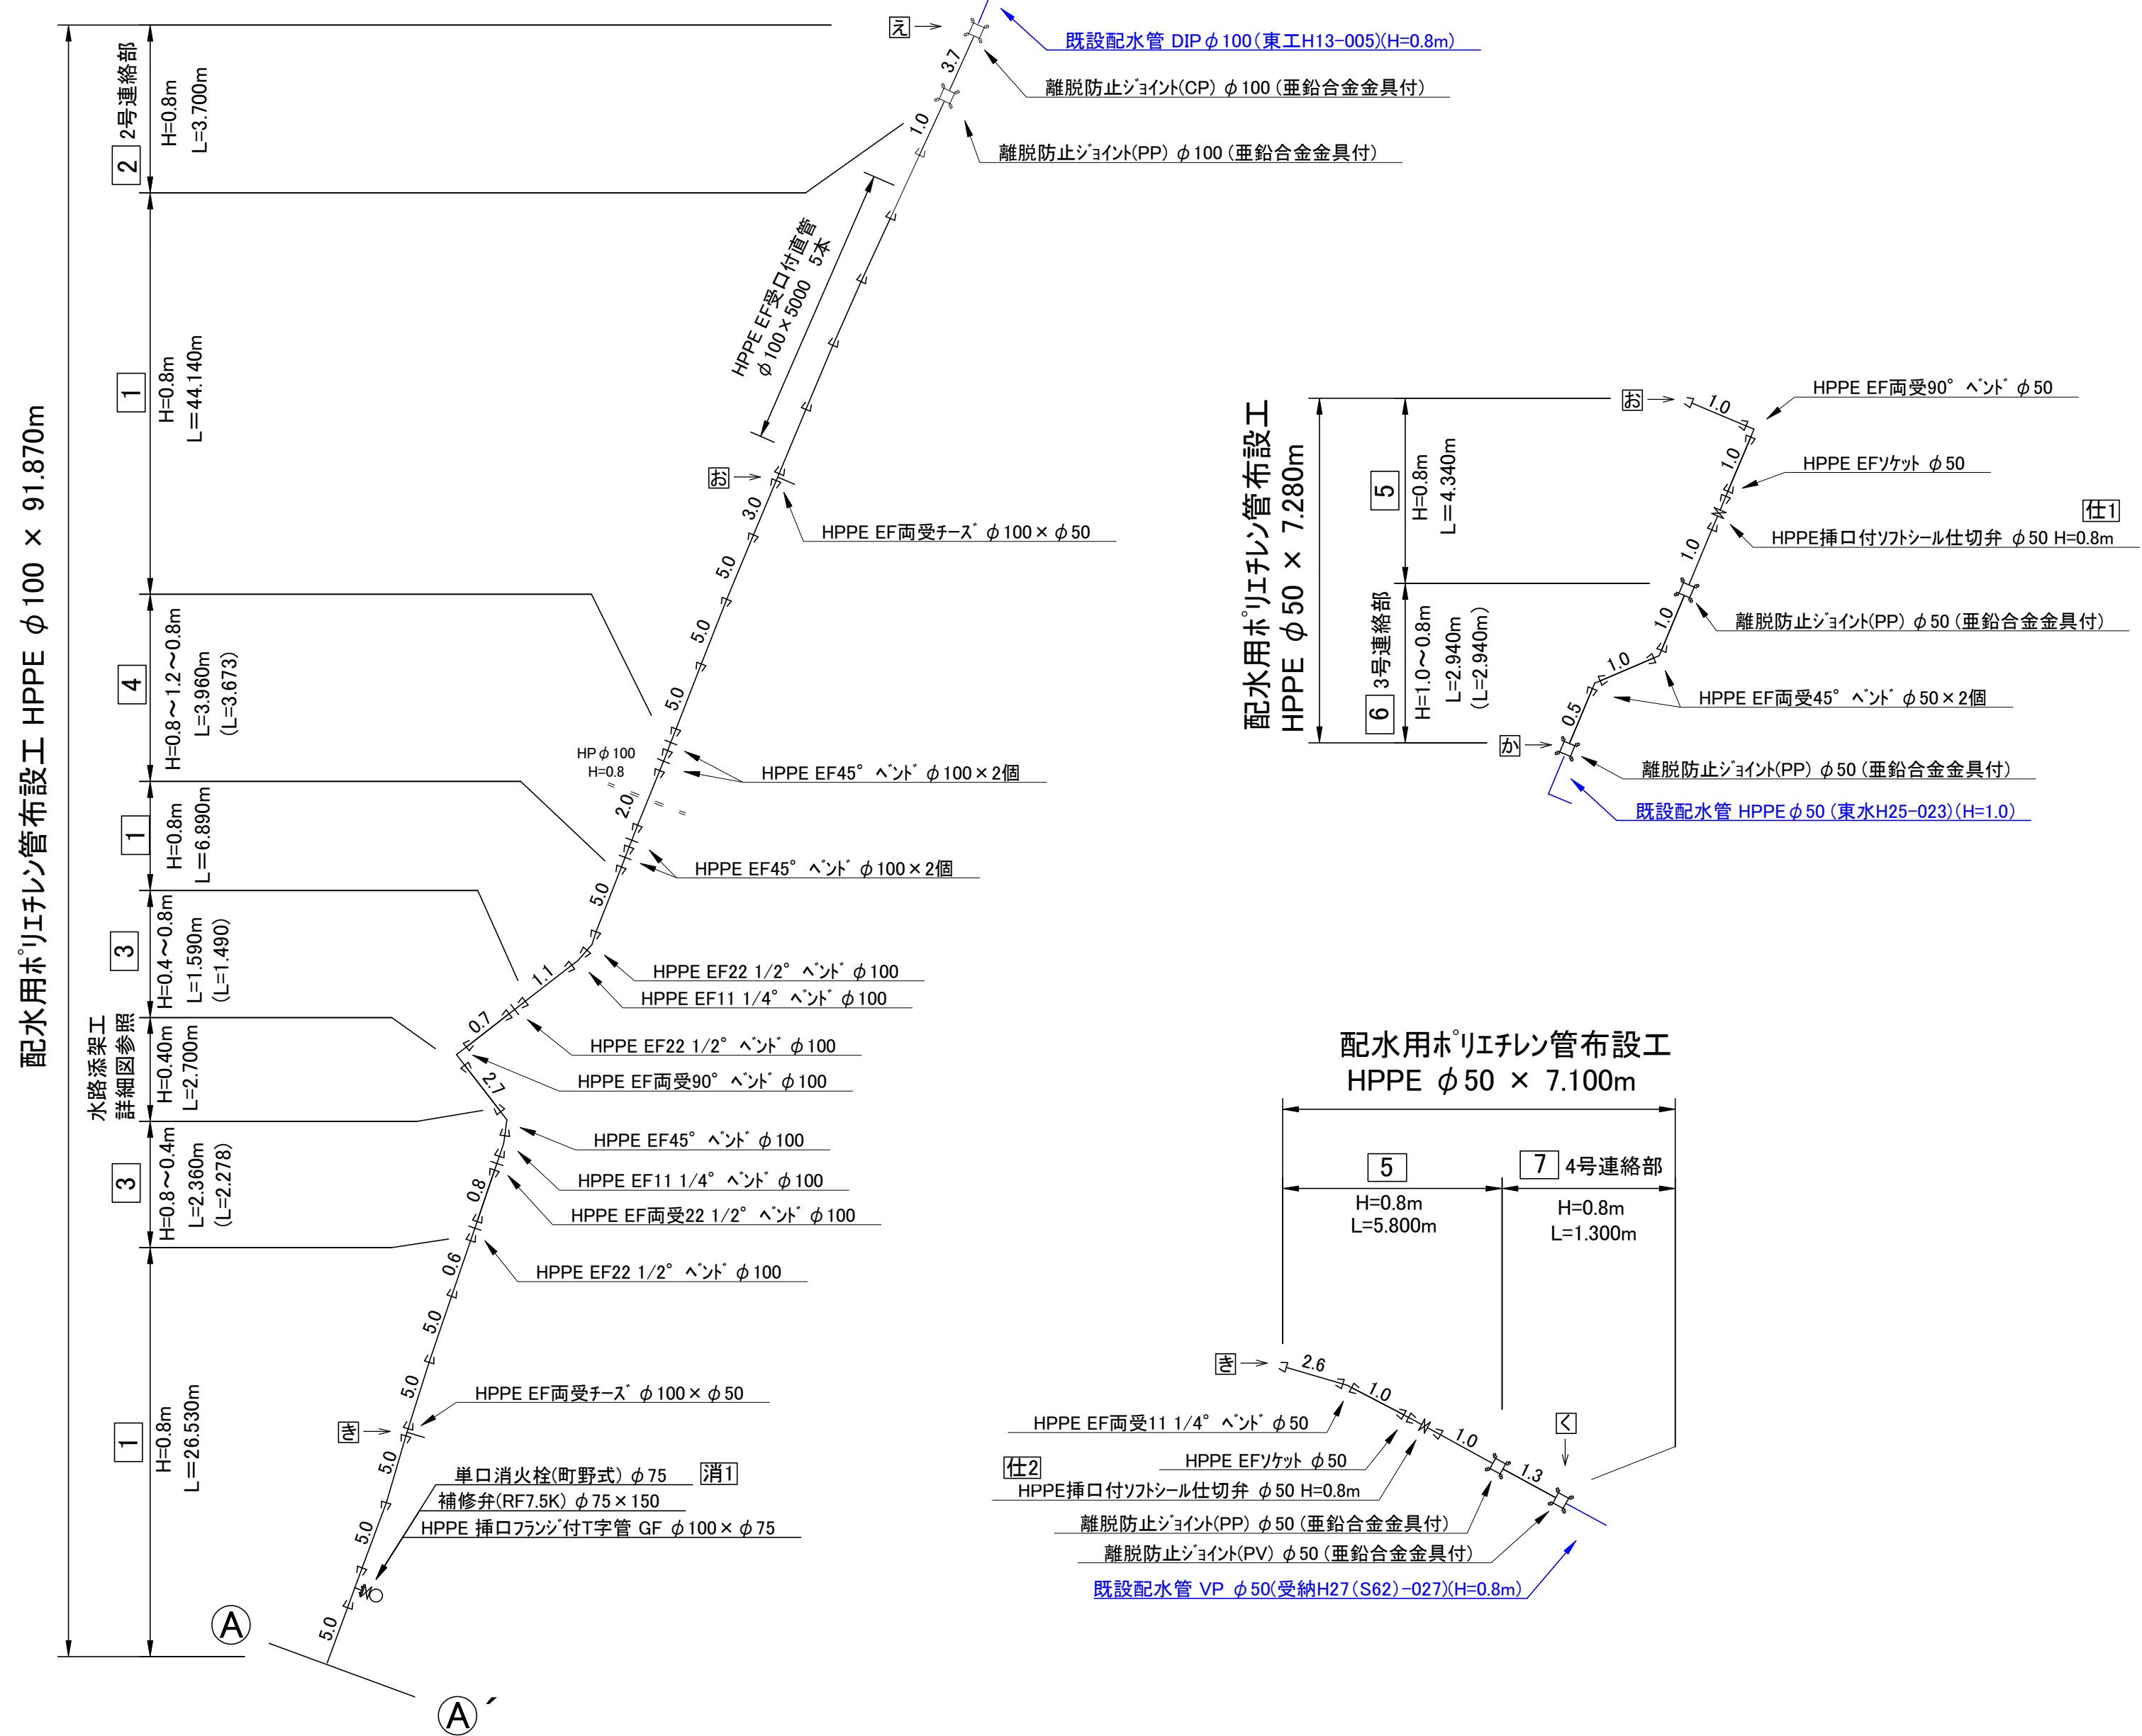 配水用ﾎﾟﾘｴﾁﾚﾝ管布設工 HPPE φ100 × 91.870m
2 2号連絡部
H=0.8m
L=3.700m
1
H=0.8m
L=44.140m
4
H=0.8~1.2~0.8m
L=3.960m
(L=3.673)
1
H=0.8m
L=6.890m
3
H=0.4~0.8m
L=1.590m
(L=1.490)
水路添架工
詳細図参照
H=0.40m
L=2.700m
3
H=0.8~0.4m
L=2.360m
(L=2.278)
1
H=0.8m
L=26.530m
え
既設配水管 DIPφ100(東工H13-005)(H=0.8m)
3.7
離脱防止ｼﾞｮｲﾝﾄ(CP) φ100 (亜鉛合金金具付)
1.0
離脱防止ｼﾞｮｲﾝﾄ(PP) φ100 (亜鉛合金金具付)
HPPE EF受口付直管
φ100×5000 5本
お
3.0
HPPE EF両受ﾁｰｽﾞ φ100×φ50
5.0
5.0
5.0
HPφ100
H=0.8
HPPE EF45° ﾍﾞﾝﾄﾞ φ100×2個
2.0
HPPE EF45° ﾍﾞﾝﾄﾞ φ100×2個
5.0
HPPE EF22 1/2° ﾍﾞﾝﾄﾞ φ100
1.1
HPPE EF11 1/4° ﾍﾞﾝﾄﾞ φ100
0.7
HPPE EF22 1/2° ﾍﾞﾝﾄﾞ φ100
HPPE EF両受90° ﾍﾞﾝﾄﾞ φ100
2.7
HPPE EF45° ﾍﾞﾝﾄﾞ φ100
HPPE EF11 1/4° ﾍﾞﾝﾄﾞ φ100
0.8
HPPE EF両受22 1/2° ﾍﾞﾝﾄﾞ φ100
0.6
HPPE EF22 1/2° ﾍﾞﾝﾄﾞ φ100
5.0
5.0
HPPE EF両受ﾁｰｽﾞ φ100×φ50
き
5.0
単口消火栓(町野式) φ75 消1
補修弁(RF7.5K) φ75×150
HPPE 挿口ﾌﾗﾝｼﾞ付T字管 GF φ100×φ75
5.0
5.0
A
A´
配水用ﾎﾟﾘｴﾁﾚﾝ管布設工
HPPE φ50 × 7.280m
5
H=0.8m
L=4.340m
6 3号連絡部
H=1.0~0.8m
L=2.940m
(L=2.940m)
お
1.0
HPPE EF両受90° ﾍﾞﾝﾄﾞ φ50
1.0
HPPE EFｿｹｯﾄ φ50
仕1
HPPE挿口付ｿﾌﾄｼｰﾙ仕切弁 φ50 H=0.8m
1.0
離脱防止ｼﾞｮｲﾝﾄ(PP) φ50 (亜鉛合金金具付)
1.0
1.0
HPPE EF両受45° ﾍﾞﾝﾄﾞ φ50×2個
0.5
か
離脱防止ｼﾞｮｲﾝﾄ(PP) φ50 (亜鉛合金金具付)
既設配水管 HPPEφ50 (東水H25-023)(H=1.0)
配水用ﾎﾟﾘｴﾁﾚﾝ管布設工
HPPE φ50 × 7.100m
5
H=0.8m
L=5.800m
7 4号連絡部
H=0.8m
L=1.300m
き
2.6
1.0
HPPE EF両受11 1/4° ﾍﾞﾝﾄﾞ φ50
1.0
く
HPPE EFｿｹｯﾄ φ50
仕2
1.3
HPPE挿口付ｿﾌﾄｼｰﾙ仕切弁 φ50 H=0.8m
離脱防止ｼﾞｮｲﾝﾄ(PP) φ50 (亜鉛合金金具付)
離脱防止ｼﾞｮｲﾝﾄ(PV) φ50 (亜鉛合金金具付)
既設配水管 VP φ50(受納H27(S62)-027)(H=0.8m)